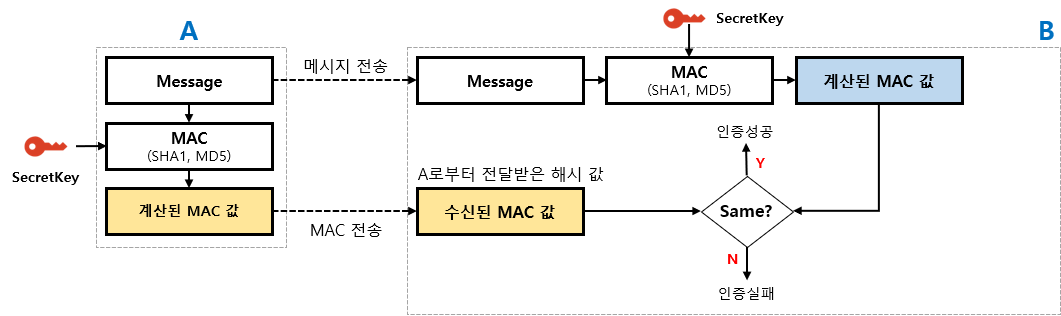 A
Message
SecretKey
MAC
(SHA1, MD5)
계산된 MAC 값
메시지 전송
MAC 전송
B
SecretKey
Message
MAC
(SHA1, MD5)
계산된 MAC 값
A로부터 전달받은 해시 값
수신된 MAC 값
인증성공
Y
Same?
N
인증실패